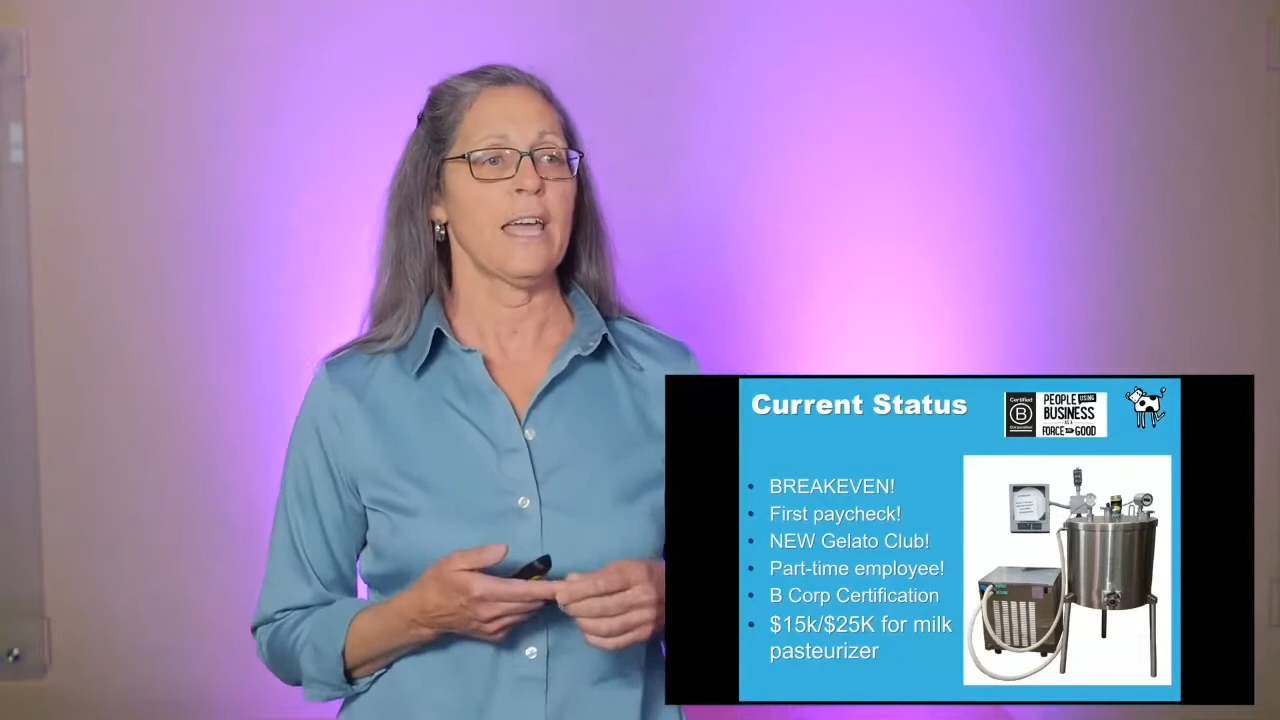 Current Status
Certified
B
Corporation
PEOPLE USING
BUSINESS
AS A
FORCE FOR GOOD
• BREAKEVEN!
• First paycheck!
• NEW Gelato Club!
• Part-time employee!
• B Corp Certification
• $15k/$25K for milk
pasteurizer